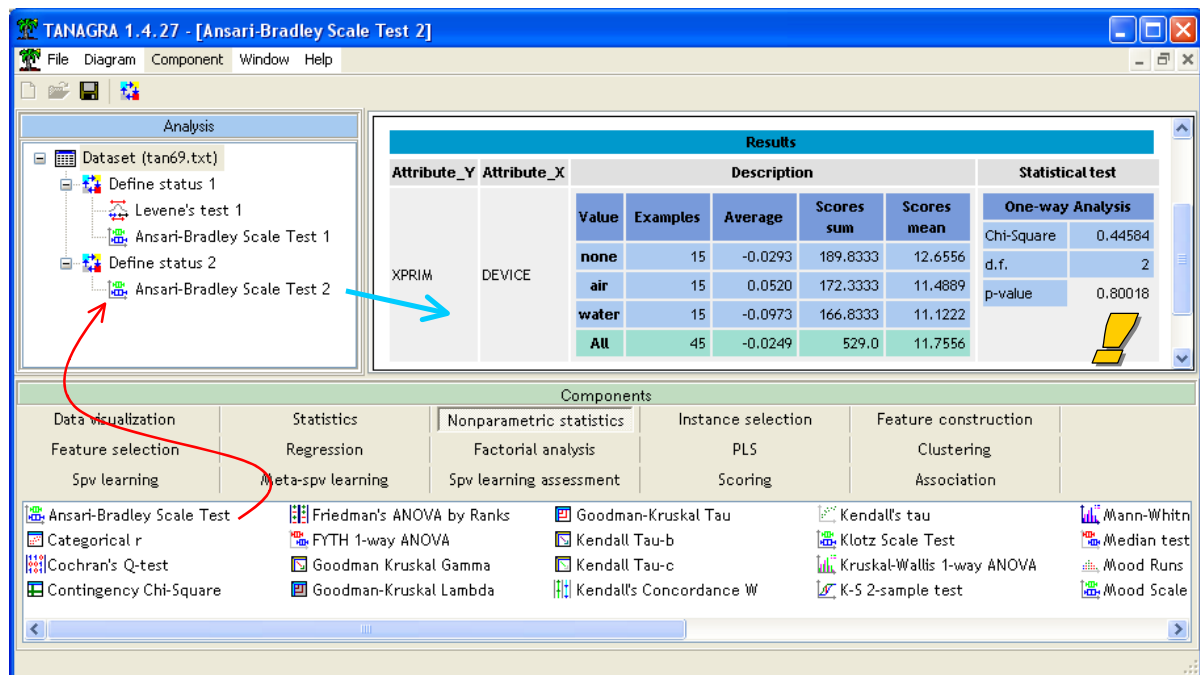 TANAGRA 1.4.27 - [Ansari-Bradley Scale Test 2]
File Diagram Component Window Help
Analysis
Dataset (tan69.txt)
Define status 1
Levene's test 1
Ansari-Bradley Scale Test 1
Define status 2
Ansari-Bradley Scale Test 2
Results
Attribute_Y Attribute_X Description Statistical test
XPRIM DEVICE
Value Examples Average Scores sum Scores mean
none 15 -0.0293 189.8333 12.6556
air 15 0.0520 172.3333 11.4889
water 15 -0.0973 166.8333 11.1222
All 45 -0.0249 529.0 11.7556
One-way Analysis
Chi-Square 0.44584
d.f. 2
p-value 0.80018
Components
Data visualization Statistics Nonparametric statistics Instance selection Feature construction
Feature selection Regression Factorial analysis PLS Clustering
Spv learning Meta-spv learning Spv learning assessment Scoring Association
Ansari-Bradley Scale Test Friedman's ANOVA by Ranks Goodman-Kruskal Tau Kendall's tau Mann-Whitn
Categorical r FYTH 1-way ANOVA Kendall Tau-b Klotz Scale Test Median test
Cochran's Q-test Goodman Kruskal Gamma Kendall Tau-c Kruskal-Wallis 1-way ANOVA Mood Runs
Contingency Chi-Square Goodman-Kruskal Lambda Kendall's Concordance W K-S 2-sample test Mood Scale